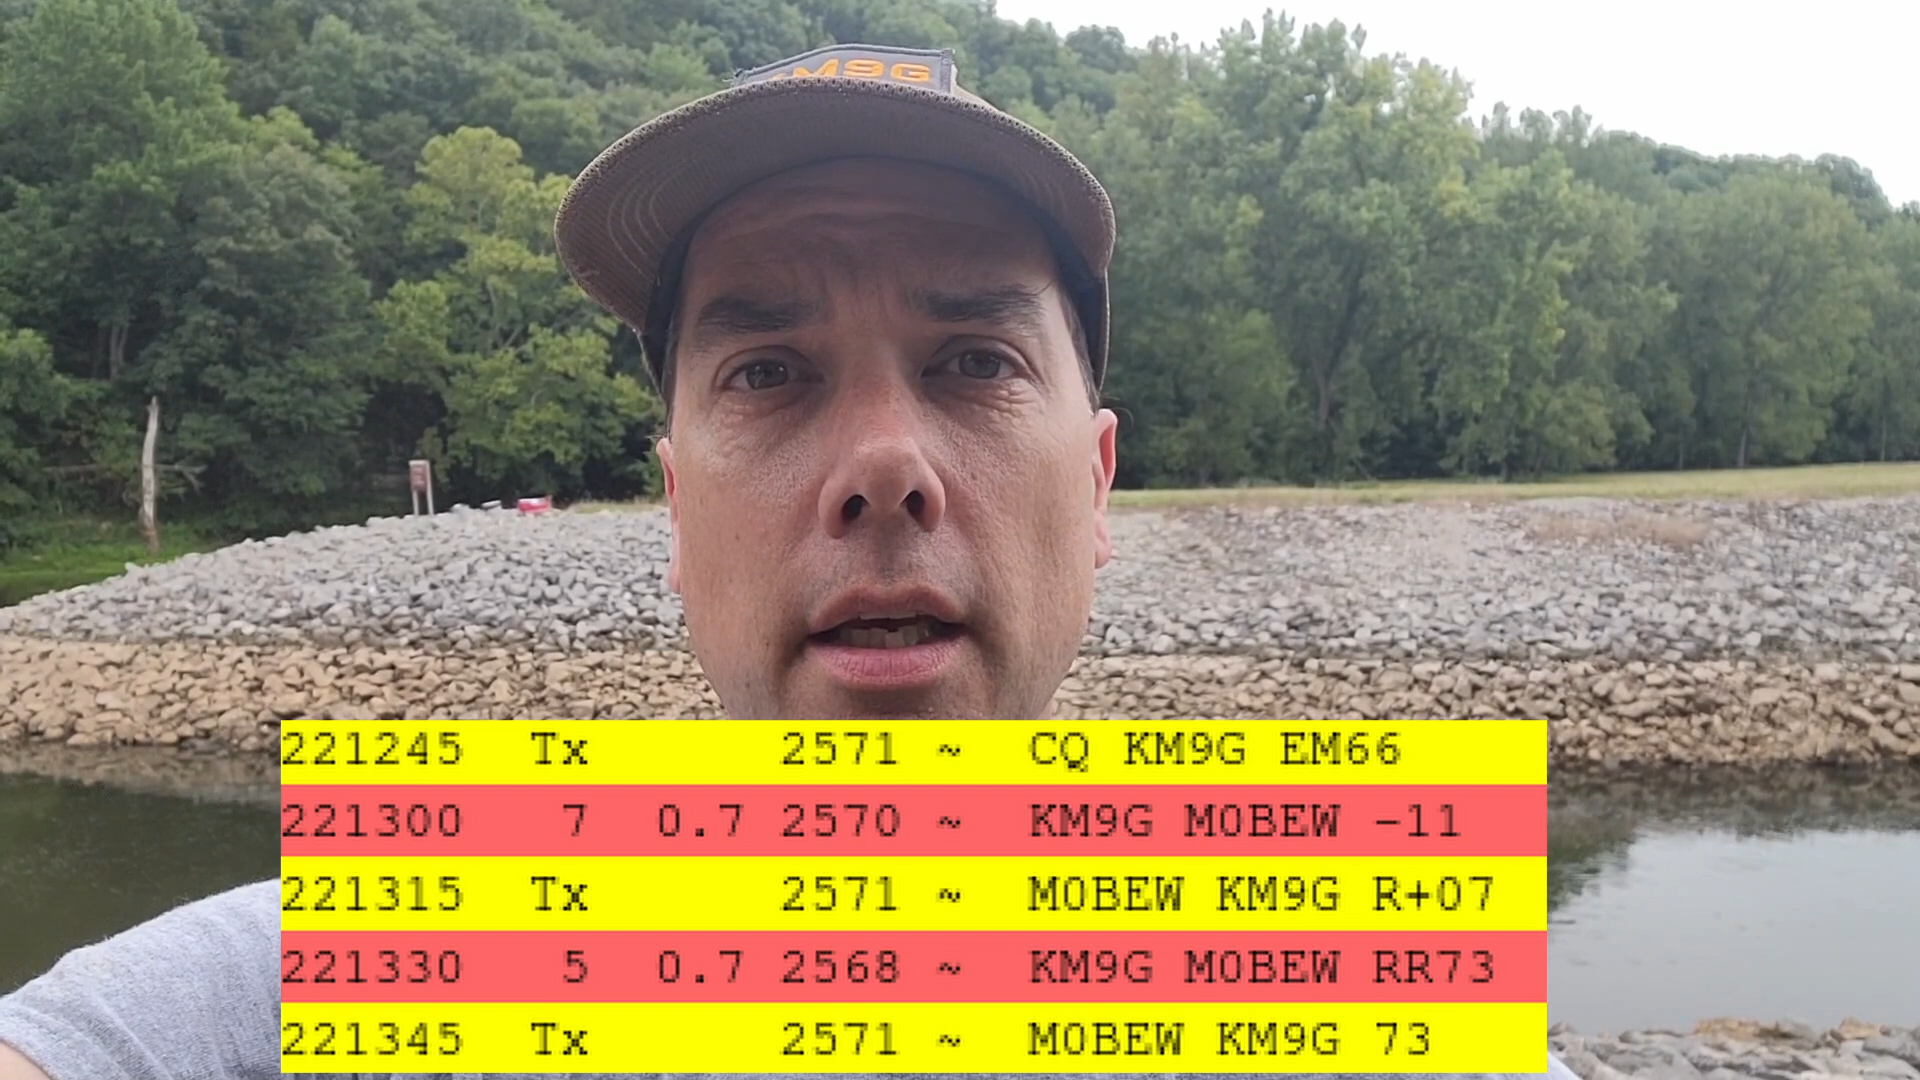 KM9G
221245 Tx 2571 ~ CQ KM9G EM66
221300 7 0.7 2570 ~ KM9G M0BEW -11
221315 Tx 2571 ~ M0BEW KM9G R+07
221330 5 0.7 2568 ~ KM9G M0BEW RR73
221345 Tx 2571 ~ M0BEW KM9G 73